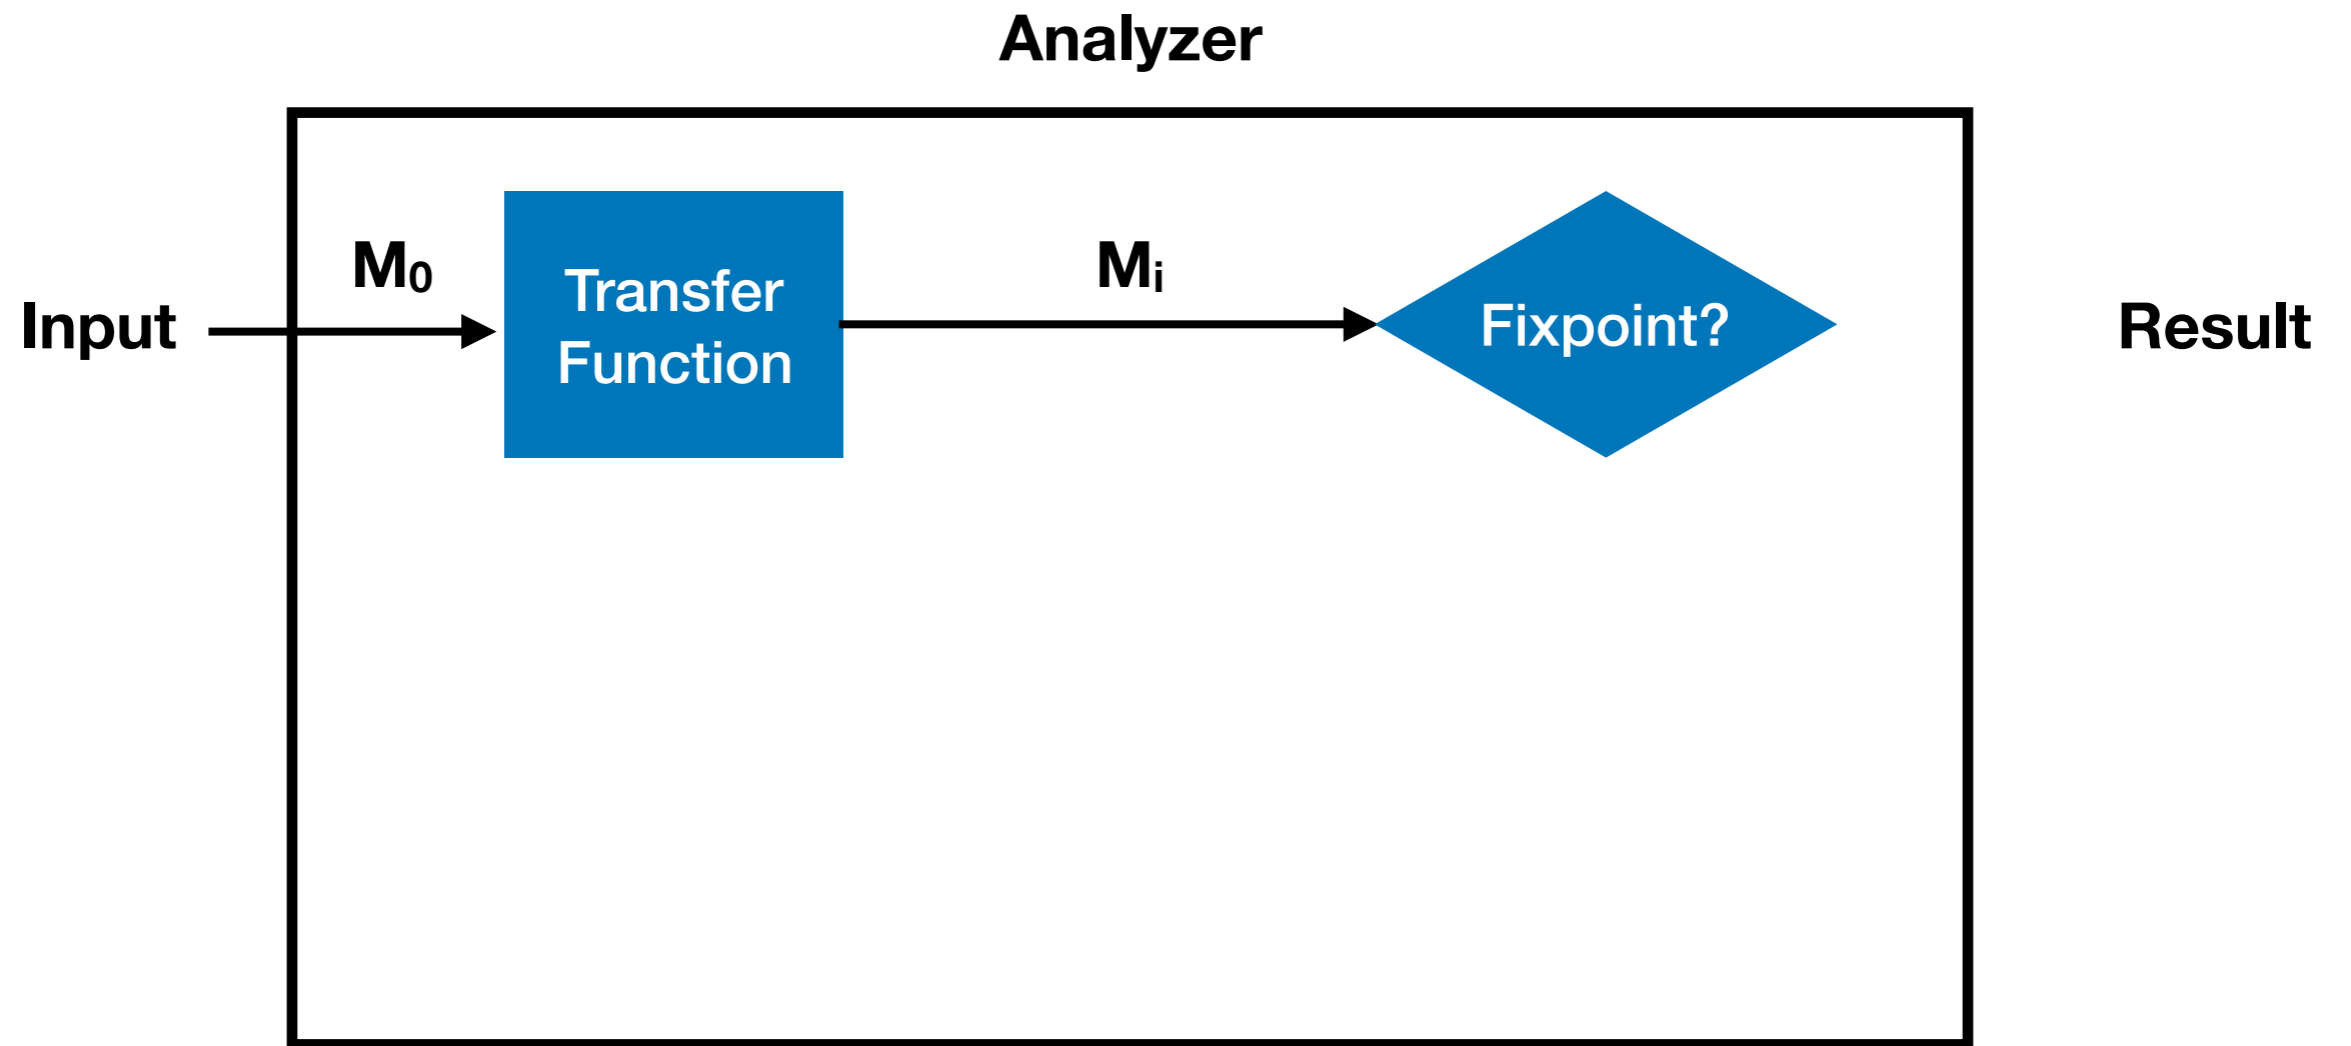 Analyzer
Input
M₀
Transfer
Function
Mᵢ
Fixpoint?
Result